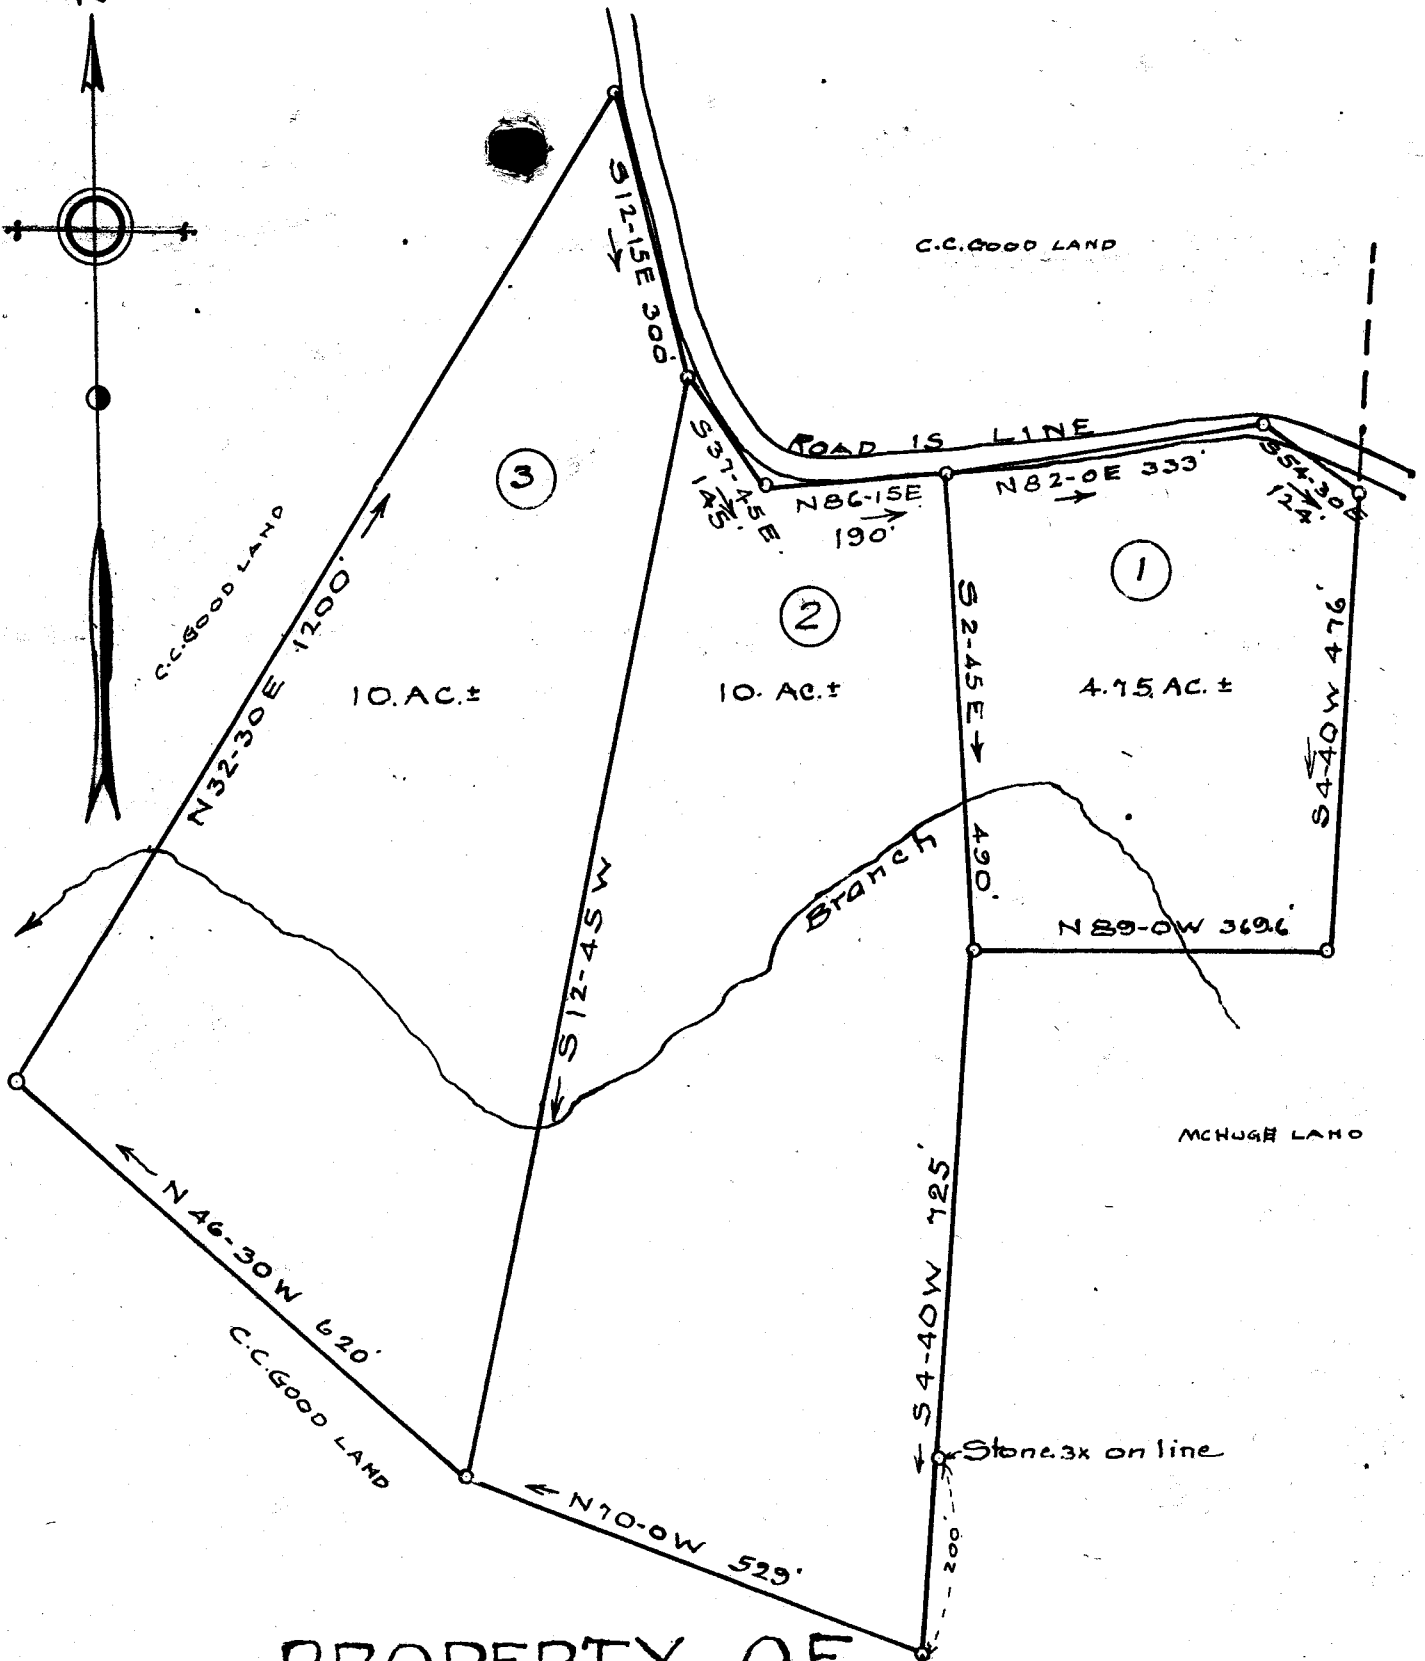 N
S12-15E 300'
C.C.GOOD LAND
ROAD IS LINE
S37-45E
145'
N86-15E
190'
N82-0E 333'
S54-30E
124'
3
2
1
10. AC.±
10. AC.±
4.75 AC.±
C.C.GOOD LAND
N32-30E 1200'
S2-45E 490'
S4-40W 476'
Branch
N89-0W 369.6'
S12-45W
MCHUGH LAND
S4-40W 725'
N46-30W 620'
C.C.GOOD LAND
Stone.3x on line
200'
N70-0W 529'
PROPERTY OF